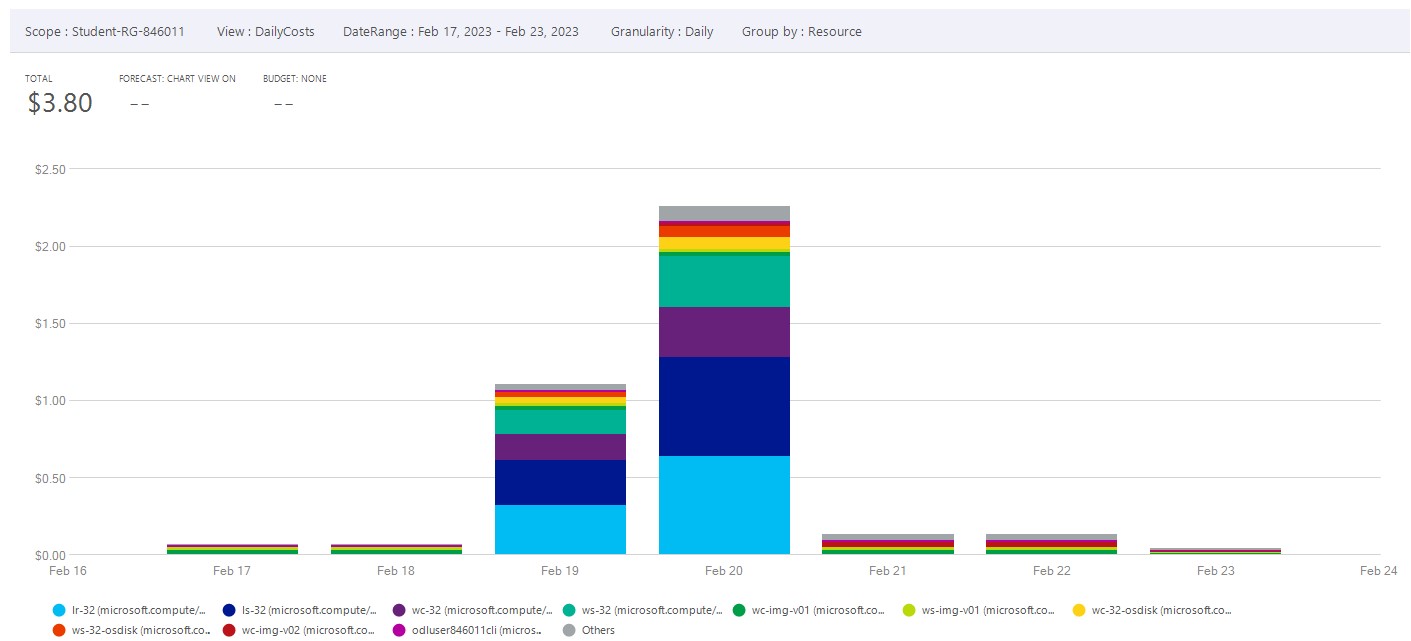 Scope : Student-RG-846011 View : DailyCosts DateRange : Feb 17, 2023 - Feb 23, 2023 Granularity : Daily Group by : Resource
TOTAL FORECAST: CHART VIEW ON BUDGET: NONE
$3.80 -- --
$2.50
$2.00
$1.50
$1.00
$0.50
$0.00
Feb 16 Feb 17 Feb 18 Feb 19 Feb 20 Feb 21 Feb 22 Feb 23 Feb 24
lr-32 (microsoft.compute/... ls-32 (microsoft.compute/... wc-32 (microsoft.compute/... ws-32 (microsoft.compute/... wc-img-v01 (microsoft.co... ws-img-v01 (microsoft.co... wc-32-osdisk (microsoft.co...
ws-32-osdisk (microsoft.co... wc-img-v02 (microsoft.co... odluser846011cli (micros... Others